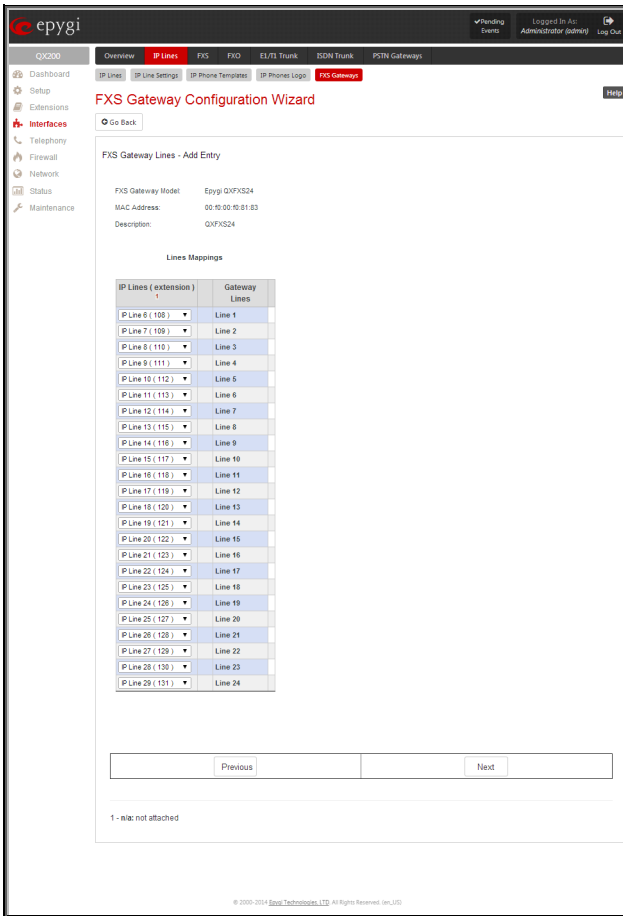 epygi
Pending Events
Logged In As: Administrator (admin)
Log Out
QX200
Overview IP Lines FXS FXO E1/T1 Trunk ISDN Trunk PSTN Gateways
Dashboard
Setup
Extensions
Interfaces
Telephony
Firewall
Network
Status
Maintenance
IP Lines IP Line Settings IP Phone Templates IP Phones Logo FXS Gateways
FXS Gateway Configuration Wizard
Help
Go Back
FXS Gateway Lines - Add Entry
FXS Gateway Model: Epygi QXFXS24
MAC Address: 00:f0:00:f0:81:83
Description: QXFXS24
Lines Mappings
IP Lines ( extension ) 1 Gateway Lines
IP Line 6 ( 108 ) Line 1
IP Line 7 ( 109 ) Line 2
IP Line 8 ( 110 ) Line 3
IP Line 9 ( 111 ) Line 4
IP Line 10 ( 112 ) Line 5
IP Line 11 ( 113 ) Line 6
IP Line 12 ( 114 ) Line 7
IP Line 13 ( 115 ) Line 8
IP Line 14 ( 116 ) Line 9
IP Line 15 ( 117 ) Line 10
IP Line 16 ( 118 ) Line 11
IP Line 17 ( 119 ) Line 12
IP Line 18 ( 120 ) Line 13
IP Line 19 ( 121 ) Line 14
IP Line 20 ( 122 ) Line 15
IP Line 21 ( 123 ) Line 16
IP Line 22 ( 124 ) Line 17
IP Line 23 ( 125 ) Line 18
IP Line 24 ( 126 ) Line 19
IP Line 25 ( 127 ) Line 20
IP Line 26 ( 128 ) Line 21
IP Line 27 ( 129 ) Line 22
IP Line 28 ( 130 ) Line 23
IP Line 29 ( 131 ) Line 24
Previous Next
1 - n/a: not attached
© 2000-2014 Epygi Technologies, LTD. All Rights Reserved. (en_US)